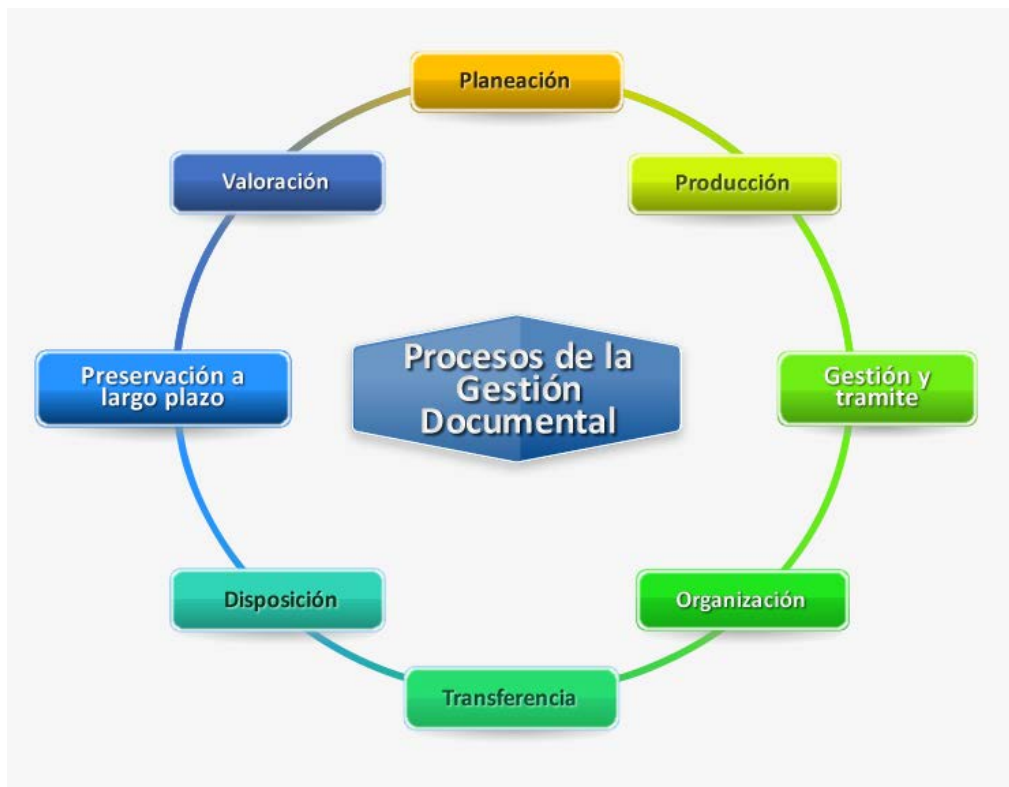 Planeación
Producción
Gestión y
tramite
Organización
Transferencia
Disposición
Preservación a
largo plazo
Valoración
Procesos de la
Gestión
Documental